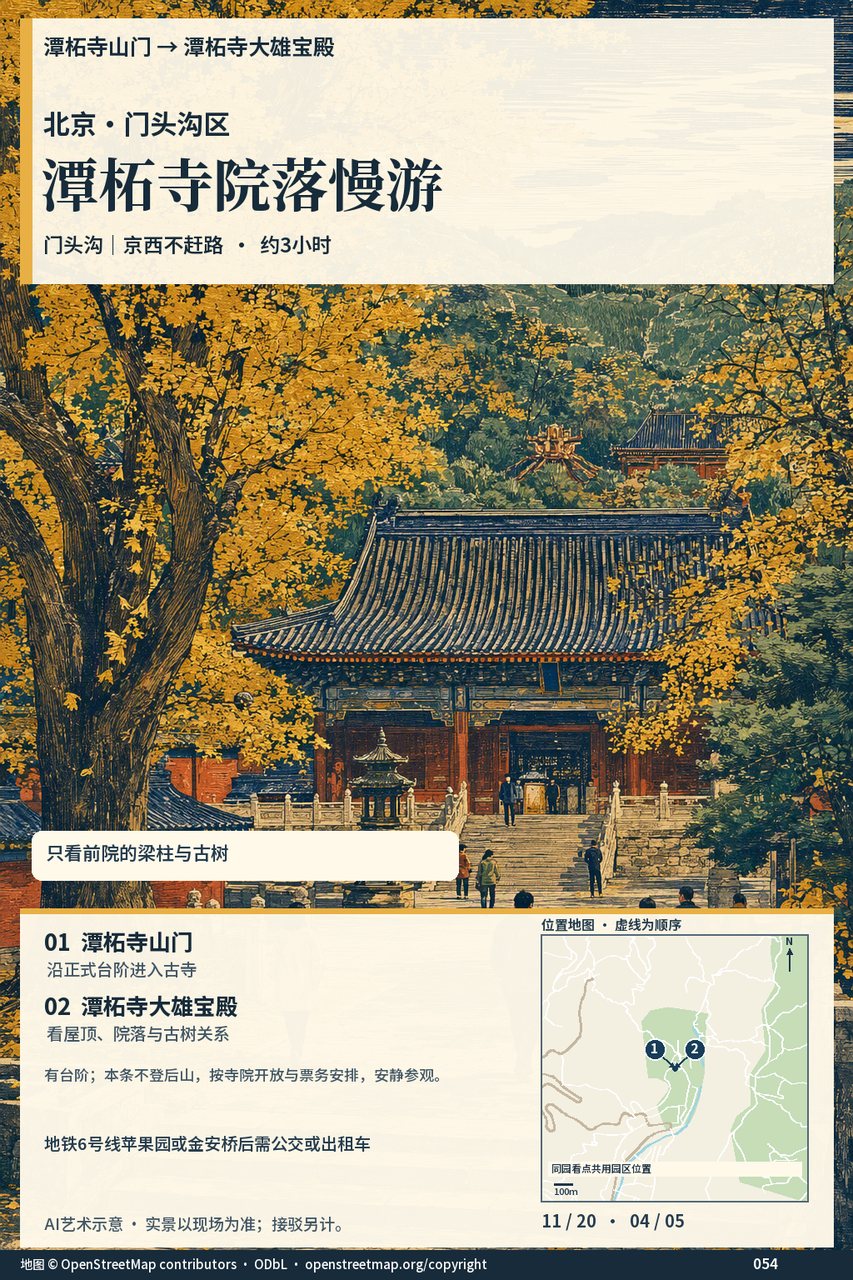 潭柘寺山门 → 潭柘寺大雄宝殿
北京·门头沟区
潭柘寺院落慢游
门头沟｜京西不赶路 · 约3小时
只看前院的梁柱与古树
01 潭柘寺山门
沿正式台阶进入古寺
02 潭柘寺大雄宝殿
看屋顶、院落与古树关系
有台阶；本条不登后山，按寺院开放与票务安排，安静参观。
地铁6号线苹果园或金安桥后需公交或出租车
AI艺术示意·实景以现场为准；接驳另计。
位置地图·虚线为顺序
N
1 2
同园看点共用园区位置
100m
11 / 20 · 04 / 05
地图 © OpenStreetMap contributors · ODbL · openstreetmap.org/copyright
054